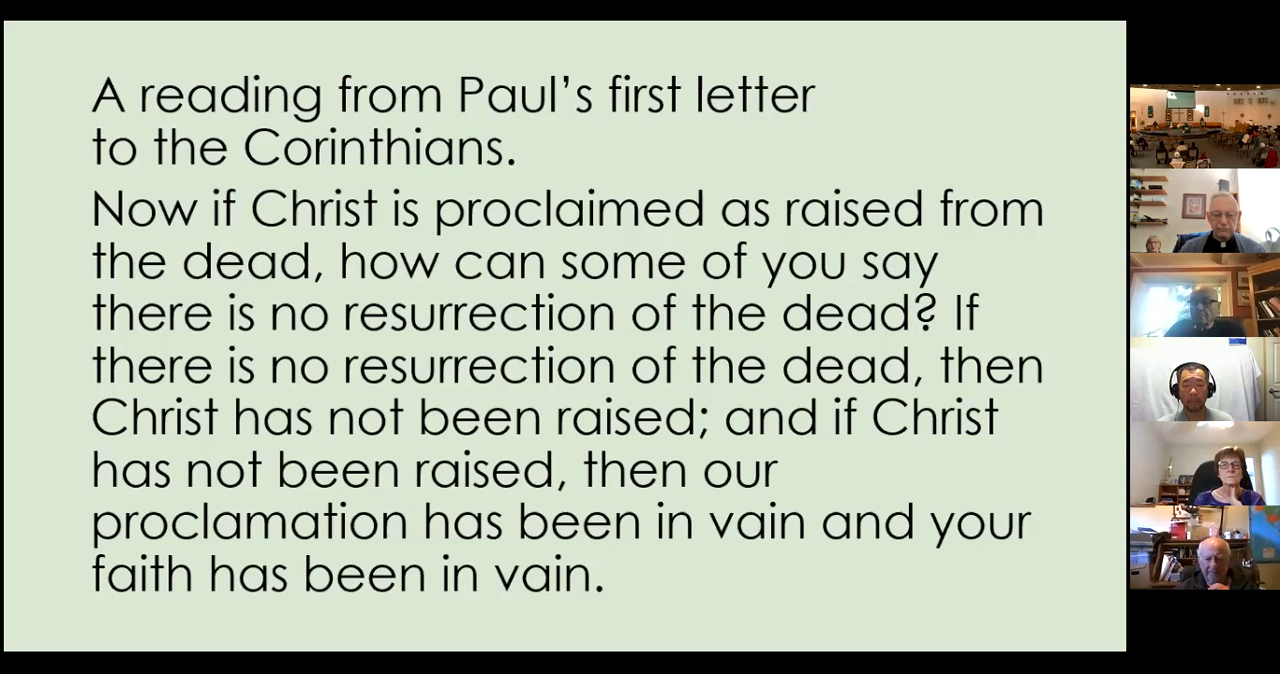 A reading from Paul’s first letter
to the Corinthians.
Now if Christ is proclaimed as raised from
the dead, how can some of you say
there is no resurrection of the dead? If
there is no resurrection of the dead, then
Christ has not been raised; and if Christ
has not been raised, then our
proclamation has been in vain and your
faith has been in vain.